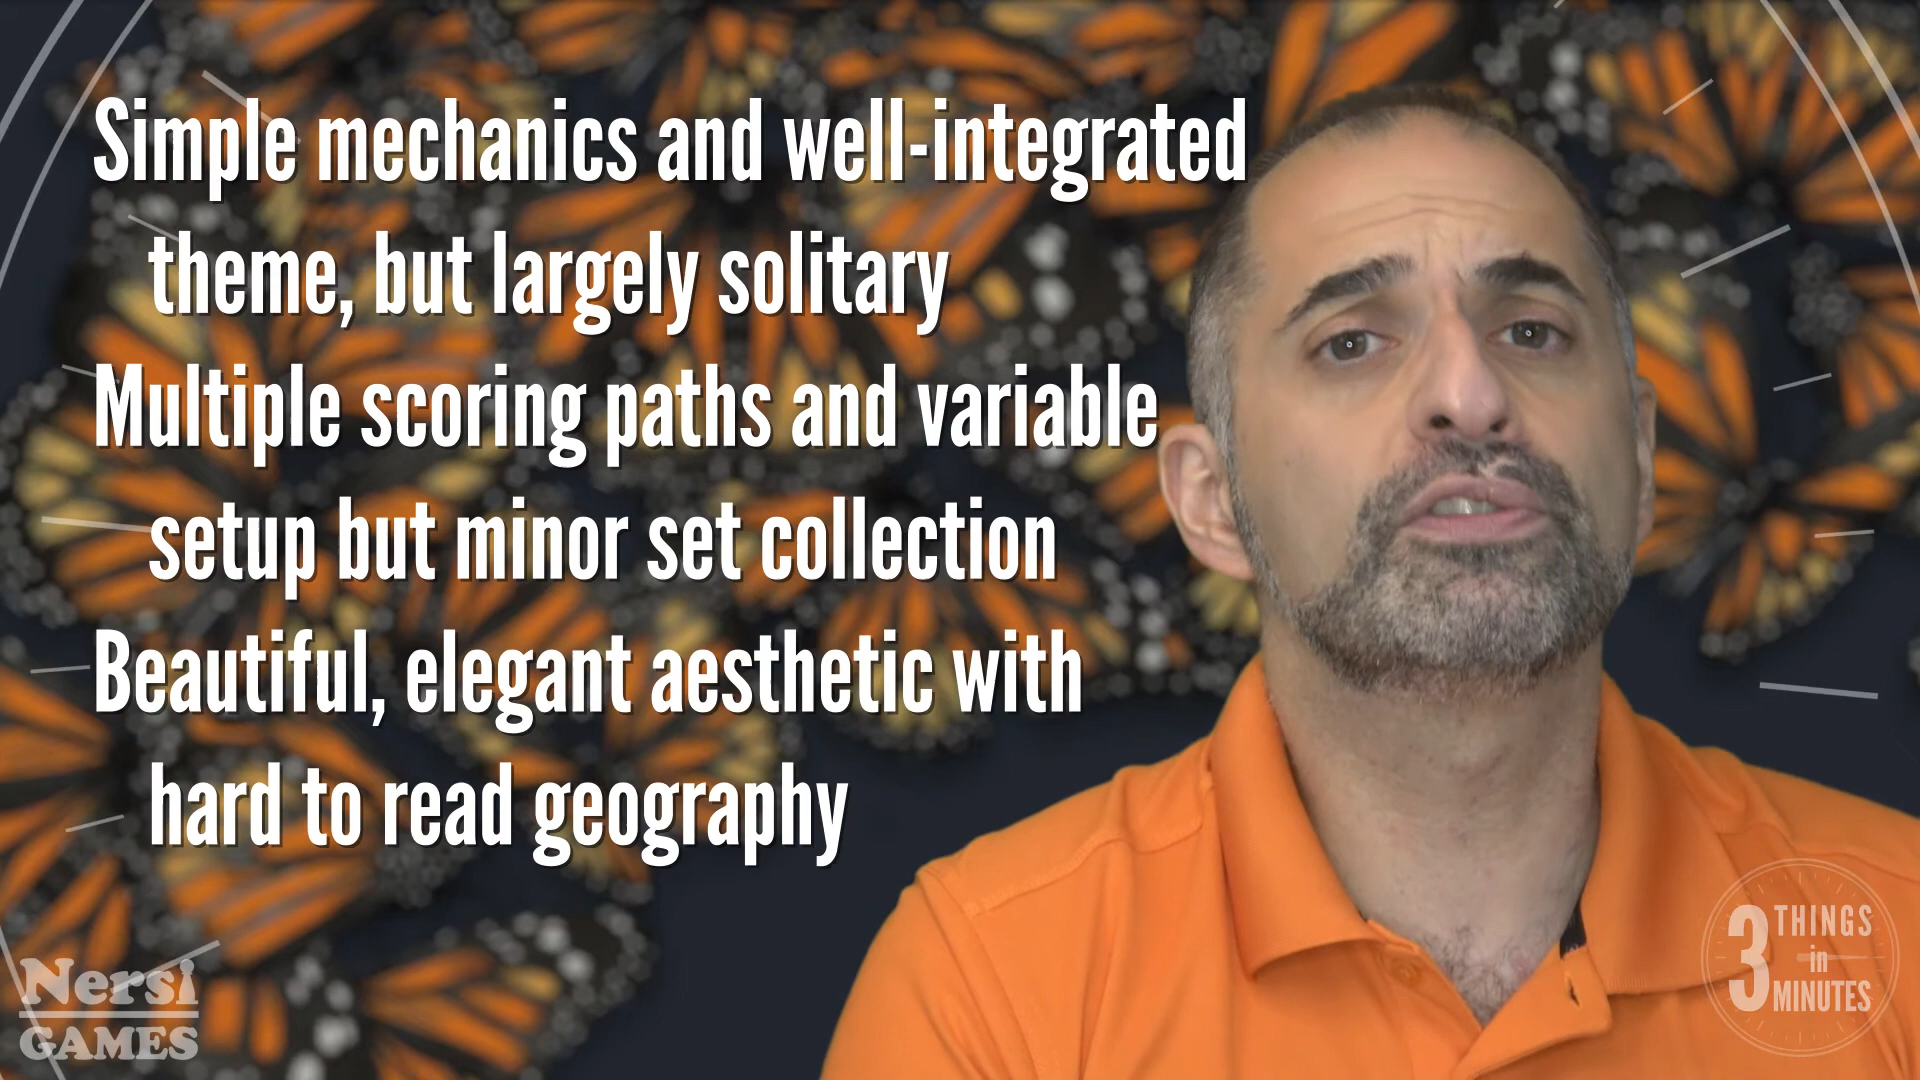 Simple mechanics and well-integrated
theme, but largely solitary
Multiple scoring paths and variable
setup but minor set collection
Beautiful, elegant aesthetic with
hard to read geography
Nersi
GAMES
3 THINGS
in
MINUTES